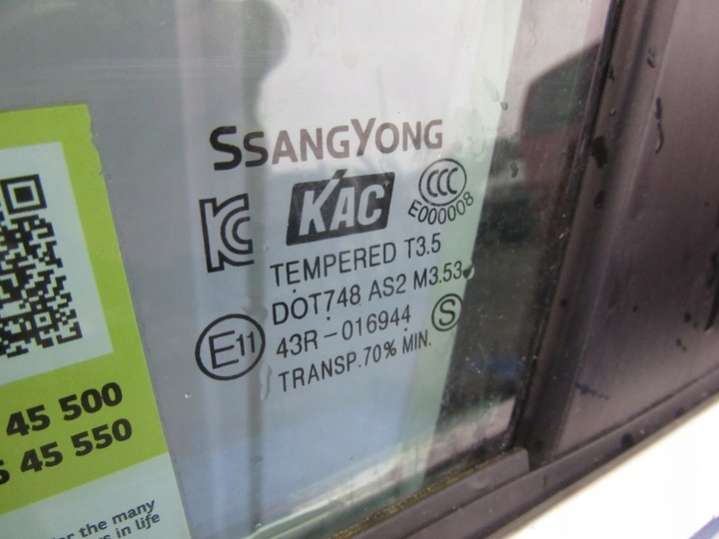 SSANGYONG
KC
KAC
CCC
E000008
TEMPERED T3.5
DOT748 AS2 M3.53
E11
43R-016944
S
TRANSP.70% MIN.
45 500
45 550
the many
in life